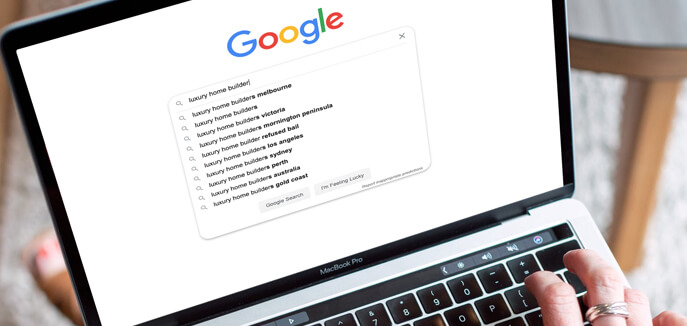 Google
luxury home builder
luxury home builders melbourne
luxury home builders
luxury home builders victoria
luxury home builders mornington peninsula
luxury home builder refused bail
luxury home builders los angeles
luxury home builders sydney
luxury home builders perth
luxury home builders australia
luxury home builders gold coast
Google Search
I'm Feeling Lucky
Report inappropriate predictions
MacBook Pro